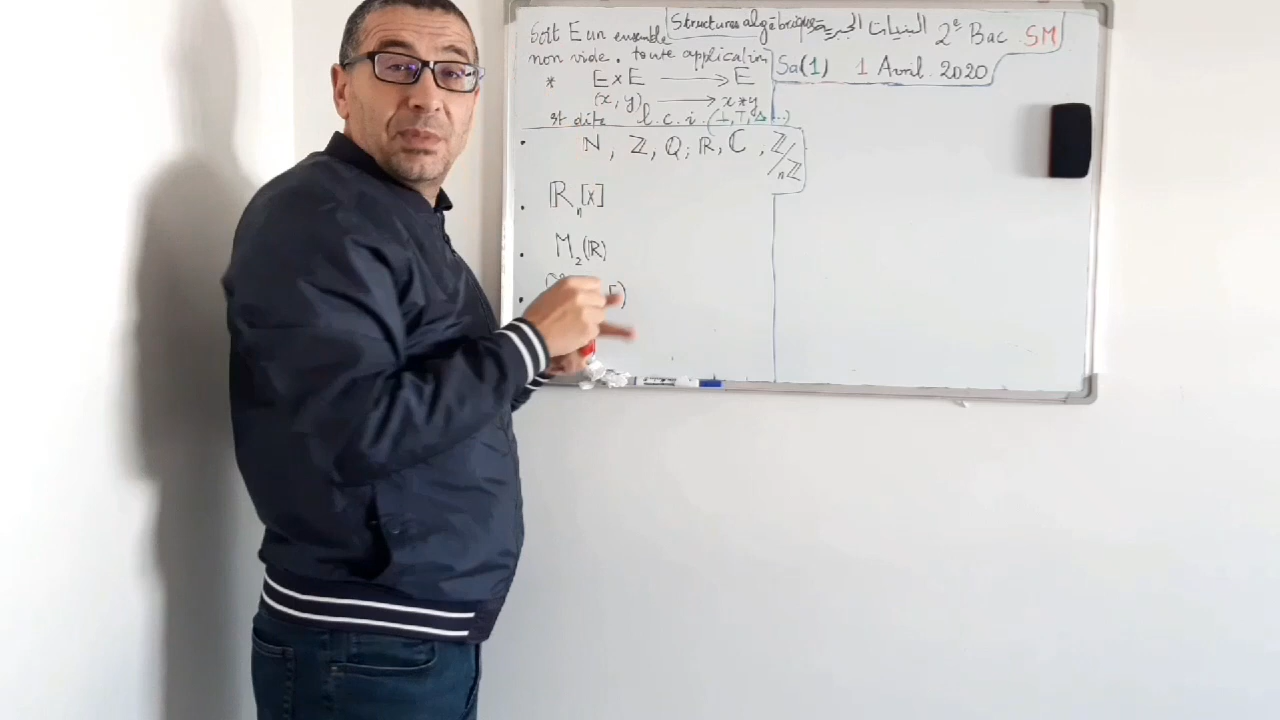 Soit E un ensemble
non vide. toute application
* E x E → E
(x, y) → x * y
est dite l.c.i. (⊥, T, Δ ...)
Structures algébriques البنيات الجبرية 2e Bac SM
Sa(1) 1 Avril 2020
• N, ℤ, Q, ℝ, ℂ, ℤ/nℤ
• ℝn[X]
• M2(ℝ)